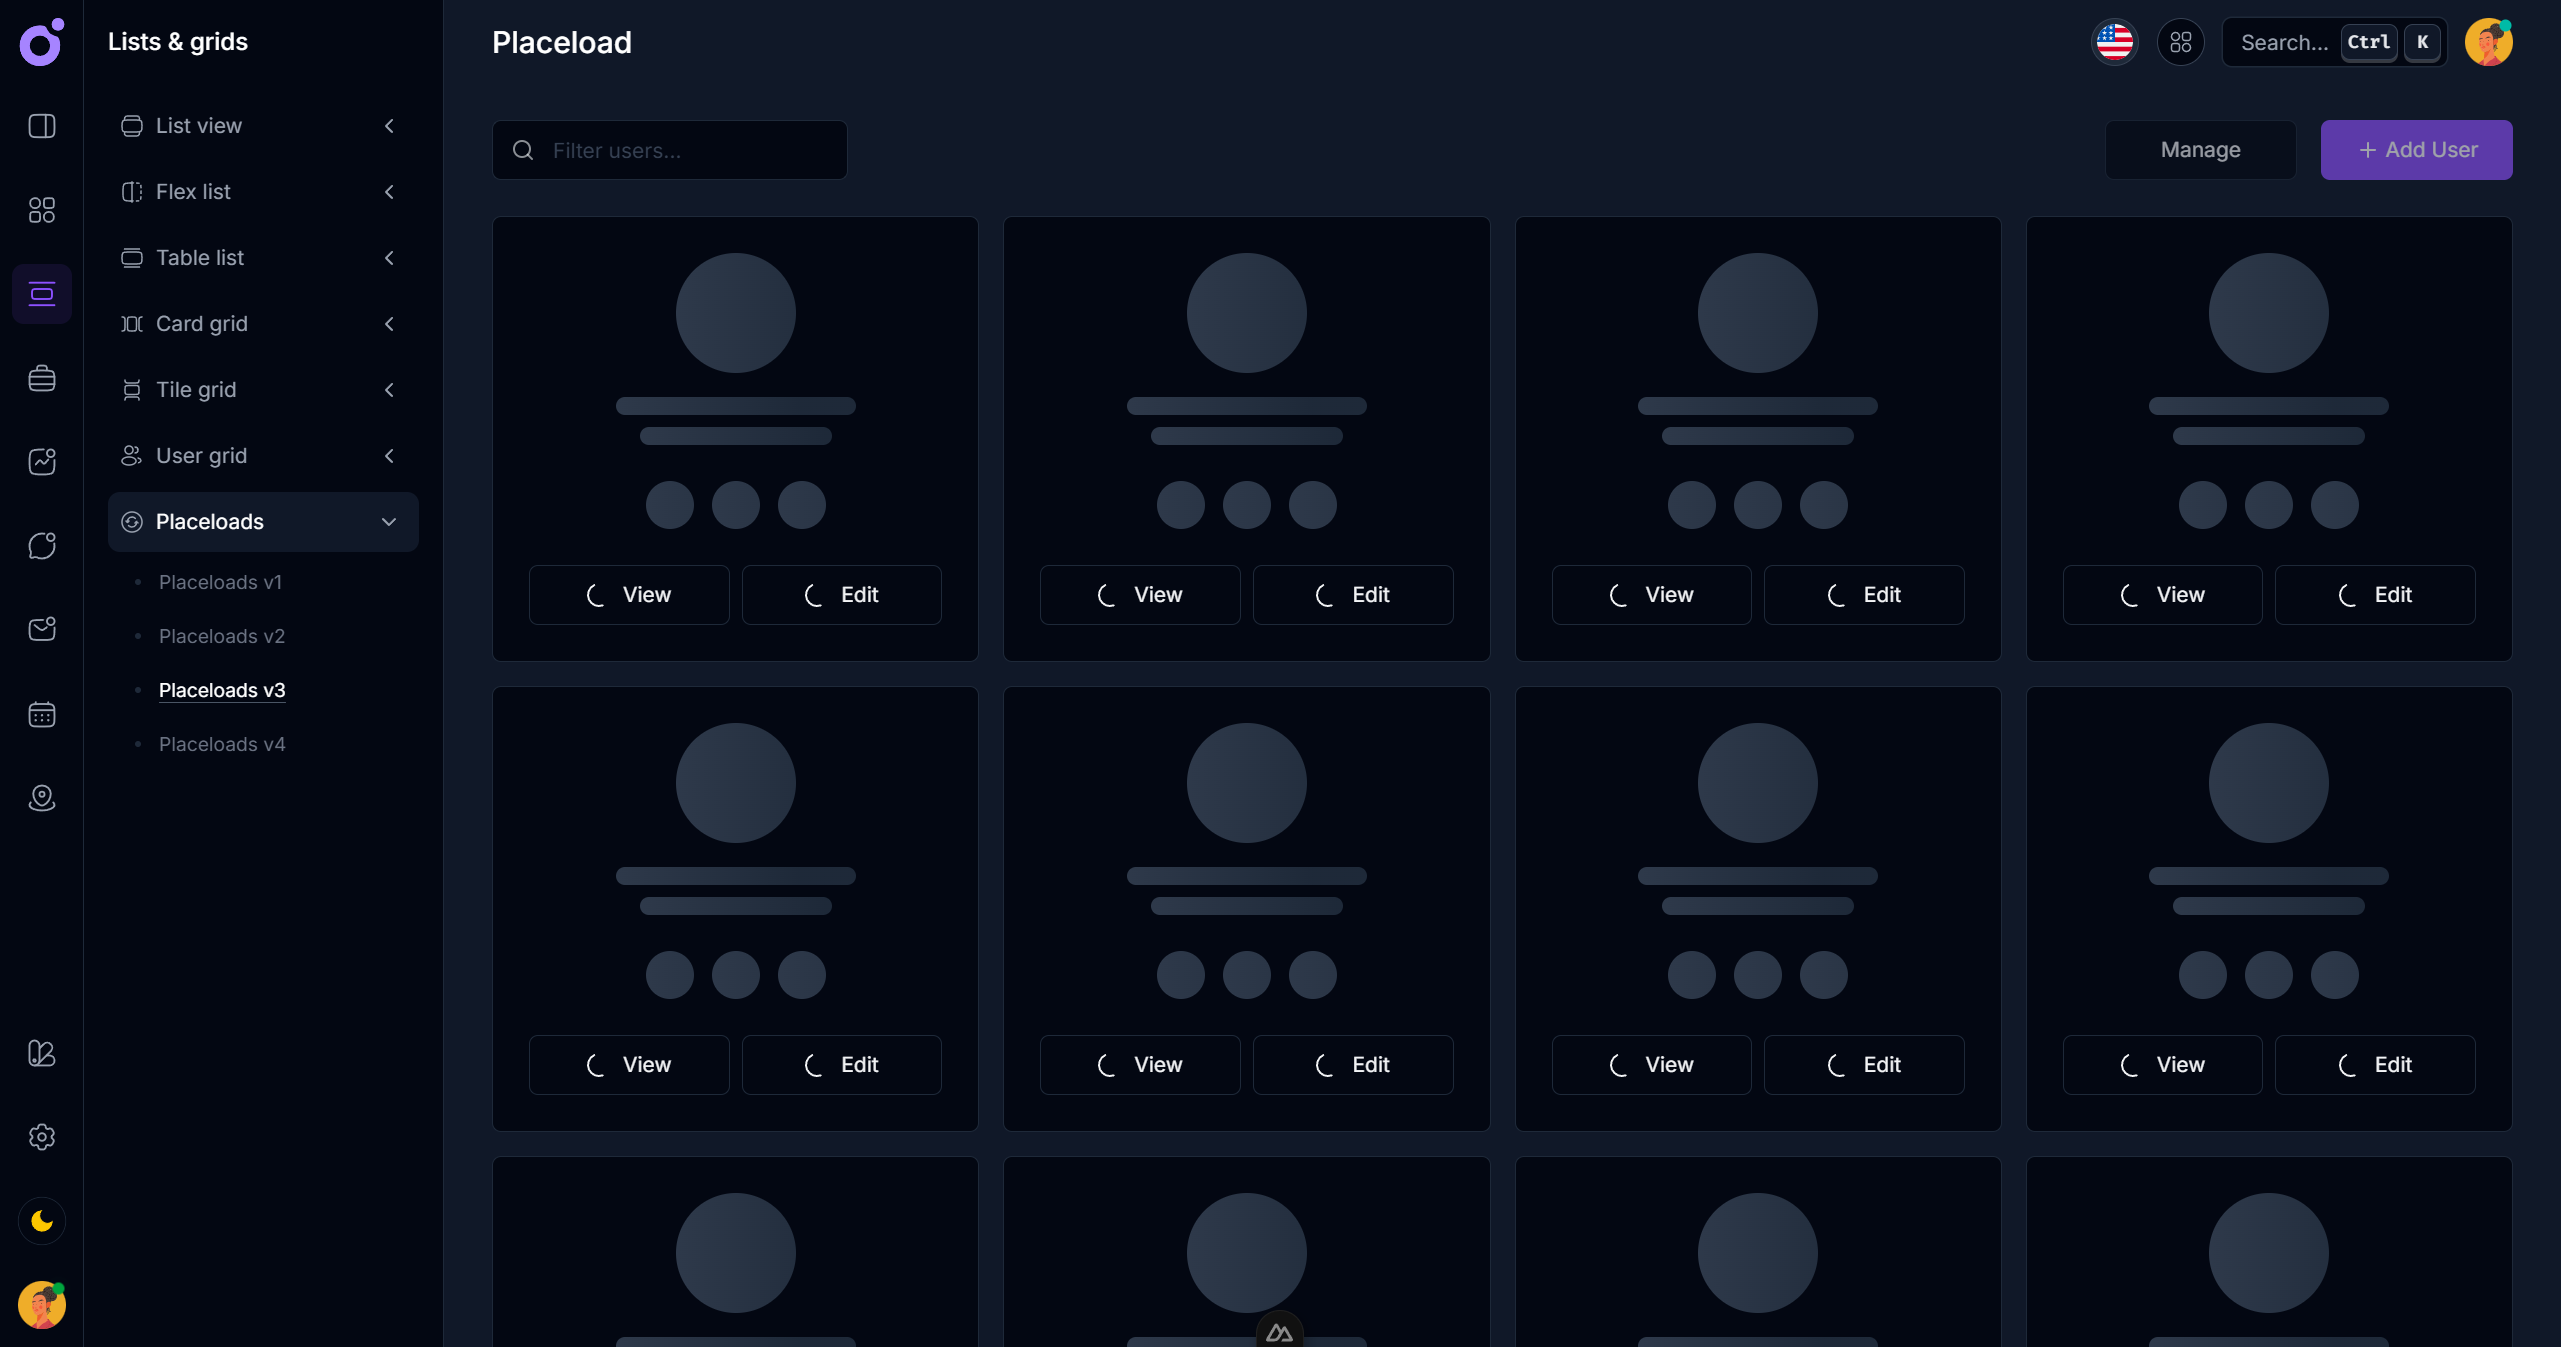 Lists & grids
List view
Flex list
Table list
Card grid
Tile grid
User grid
Placeloads
Placeloads v1
Placeloads v2
Placeloads v3
Placeloads v4
Placeload
Search... Ctrl K
Filter users...
Manage
+ Add User
View Edit View Edit View Edit View Edit
View Edit View Edit View Edit View Edit